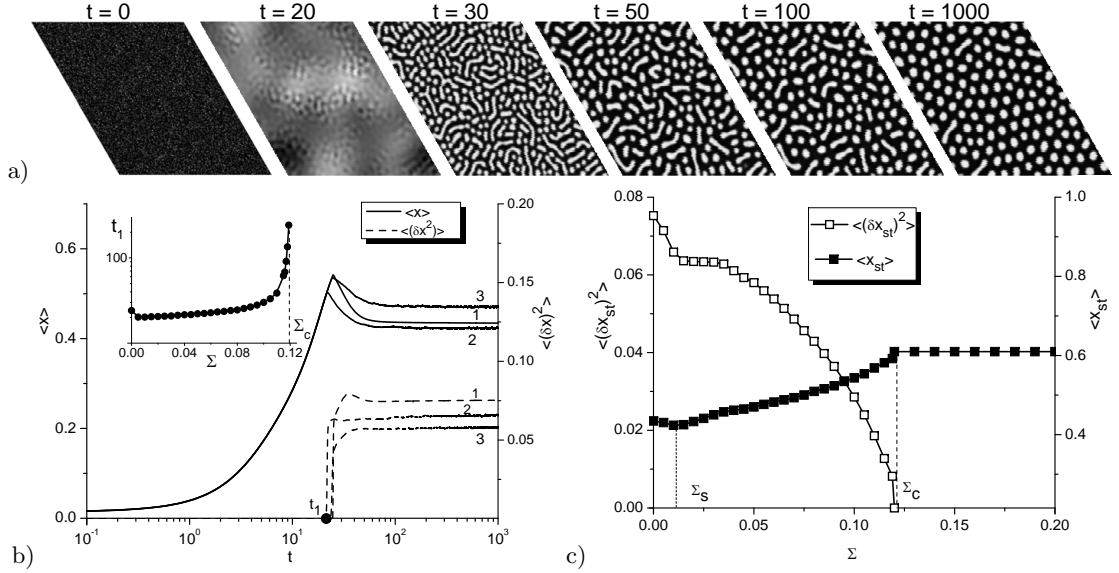 t = 0 t = 20 t = 30 t = 50 t = 100 t = 1000
a)
<x>
<(δx²)>
t₁
100
0.00 0.04 0.08 0.12
Σ
Σc
3
1
2
1
2
3
t₁
0.6
0.4
0.2
0.0
<x>
0.20
0.15
0.10
0.05
<(δx)²>
10⁻¹ 10⁰ 10¹ 10² 10³
t
b)
<(δxst)²>
<xst>
0.08
0.06
0.04
0.02
0.00
<(δxst)²>
1.0
0.8
0.6
0.4
<xst>
Σs
Σc
0.00 0.05 0.10 0.15 0.20
Σ
c)